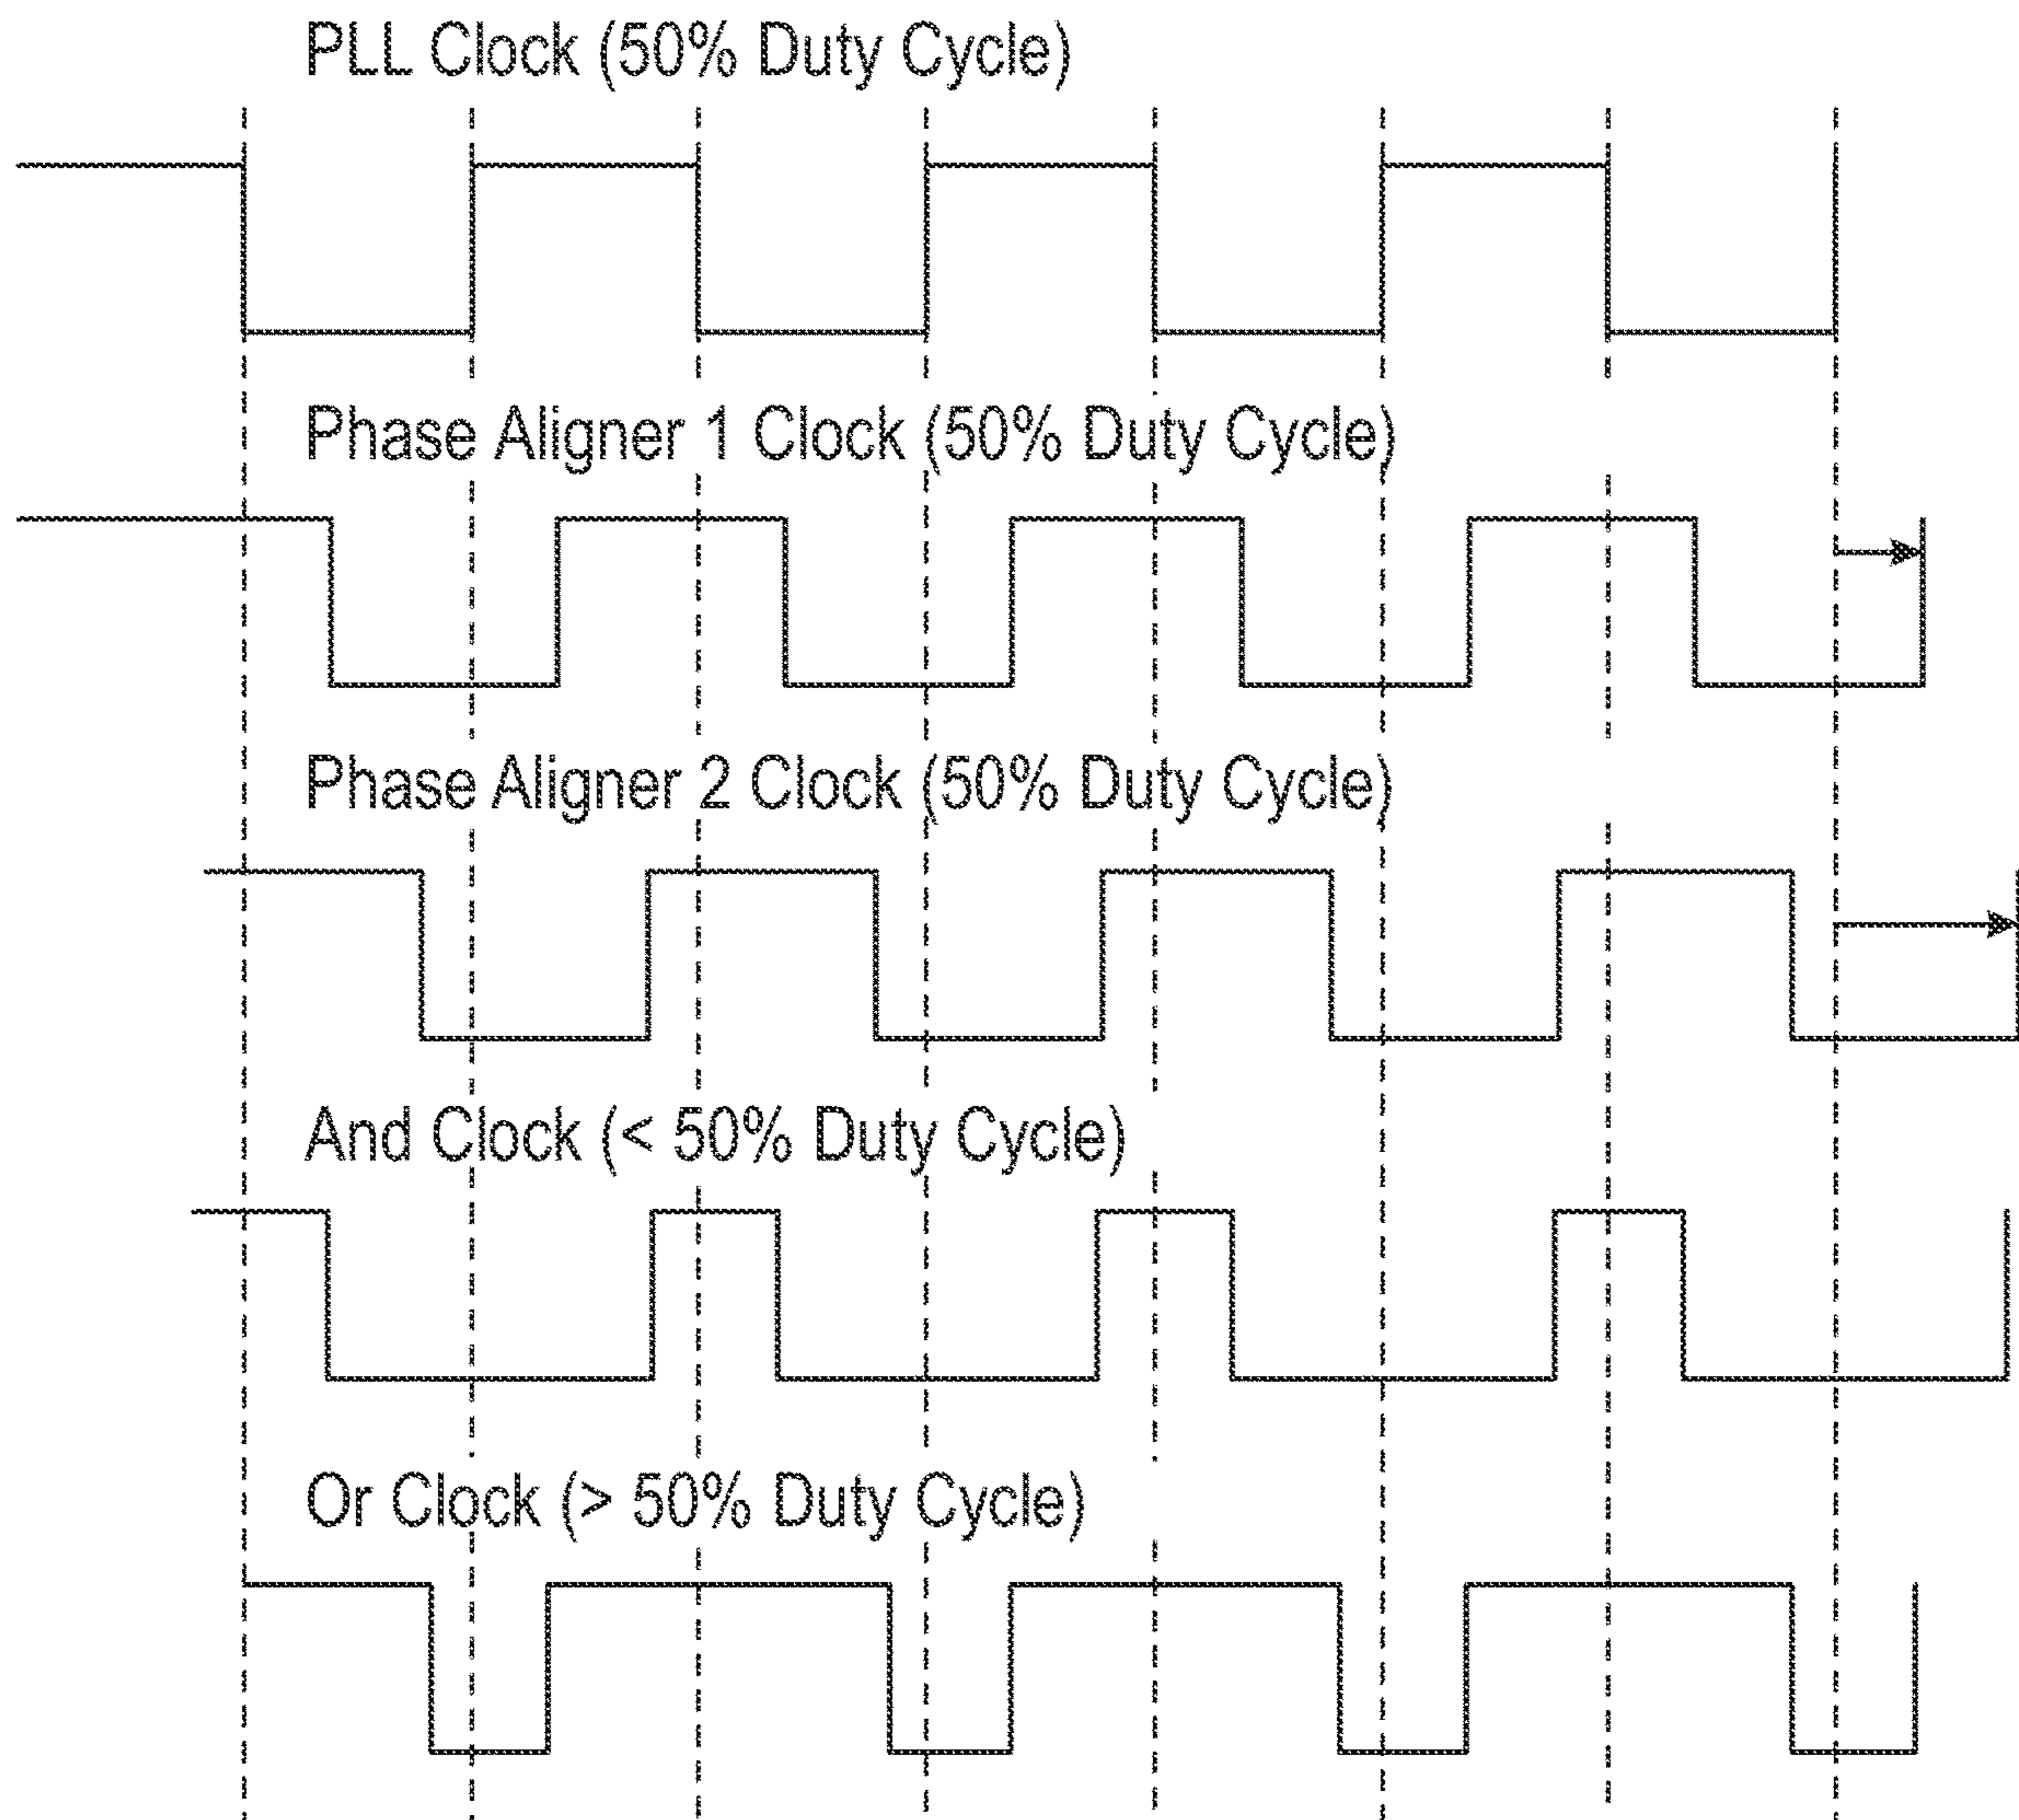 PLL Clock (50% Duty Cycle)
Phase Aligner 1 Clock (50% Duty Cycle)
Phase Aligner 2 Clock (50% Duty Cycle)
And Clock (< 50% Duty Cycle)
Or Clock (> 50% Duty Cycle)